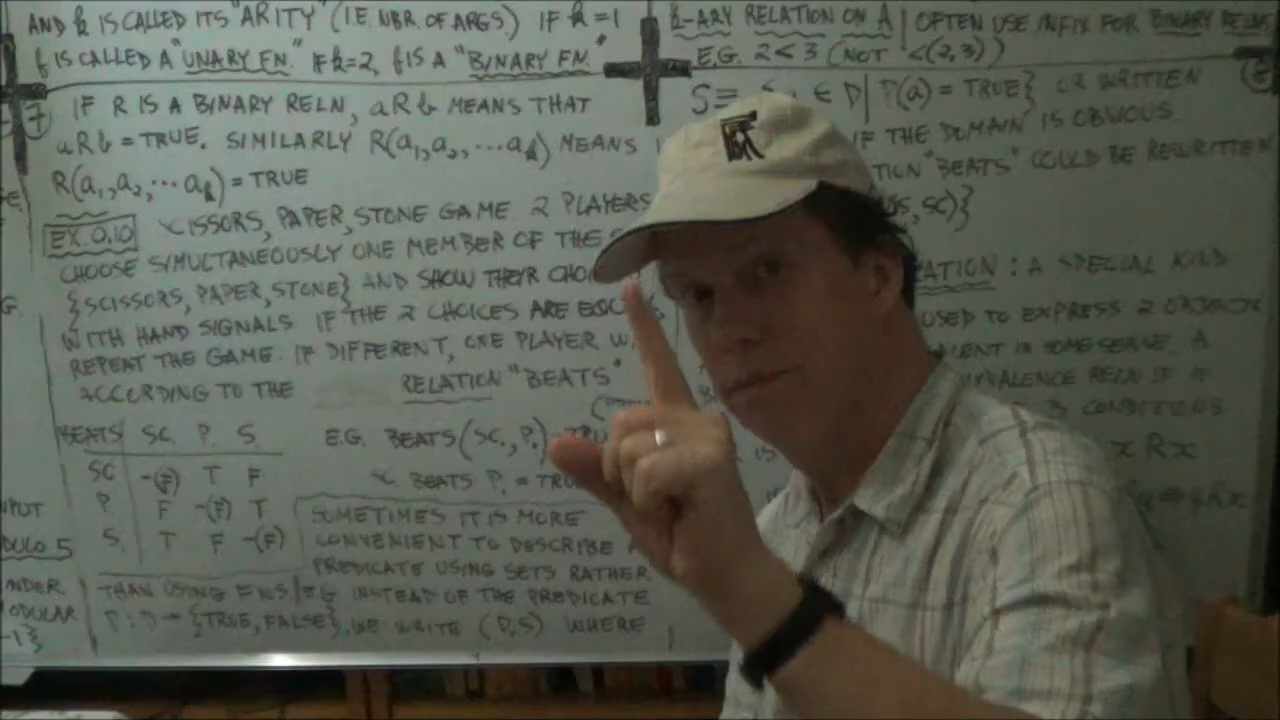 AND k IS CALLED ITS "ARITY" (I.E. NBR. OF ARGS.) IF k = 1
f IS CALLED A "UNARY FN." IF k=2, f IS A "BINARY FN."
7
IF R IS A BINARY RELN, aRb MEANS THAT
aRb = TRUE. SIMILARLY R(a₁,a₂,...aₖ) MEANS
R(a₁,a₂,...aₖ) = TRUE
EX. 0.10 SCISSORS, PAPER, STONE GAME. 2 PLAYERS
CHOOSE SIMULTANEOUSLY ONE MEMBER OF THE
{SCISSORS, PAPER, STONE} AND SHOW THEIR
WITH HAND SIGNALS IF THE 2 CHOICES ARE
REPEAT THE GAME. IF DIFFERENT, ONE PLAYER
ACCORDING TO THE RELATION "BEATS"
BEATS SC. P. S.
SC -(F) T F
P F -(F) T
S. T F -(F)
E.G. BEATS(SC., P.)
BEATS P. =
SOMETIMES IT IS MORE
CONVENIENT TO DESCRIBE A
PREDICATE USING SETS RATHER
THAN USING FNS EG INSTEAD OF THE PREDICATE
P: D → {TRUE, FALSE}, WE WRITE (D,S) WHERE
k-ARY RELATION ON A OFTEN USE INFIX FOR BINARY
E.G. 2 < 3 (NOT <(2,3))
S = ∈ D | P(a) = TRUE} OR WRITTEN
IF THE DOMAIN IS OBVIOUS.
"BEATS" COULD BE REWRITTEN
SC)}
: A SPECIAL KIND
USED TO EXPRESS 2 OBJECTS
IN SOME SENSE. A
RELN IF
3 CONDITIONS
x R x